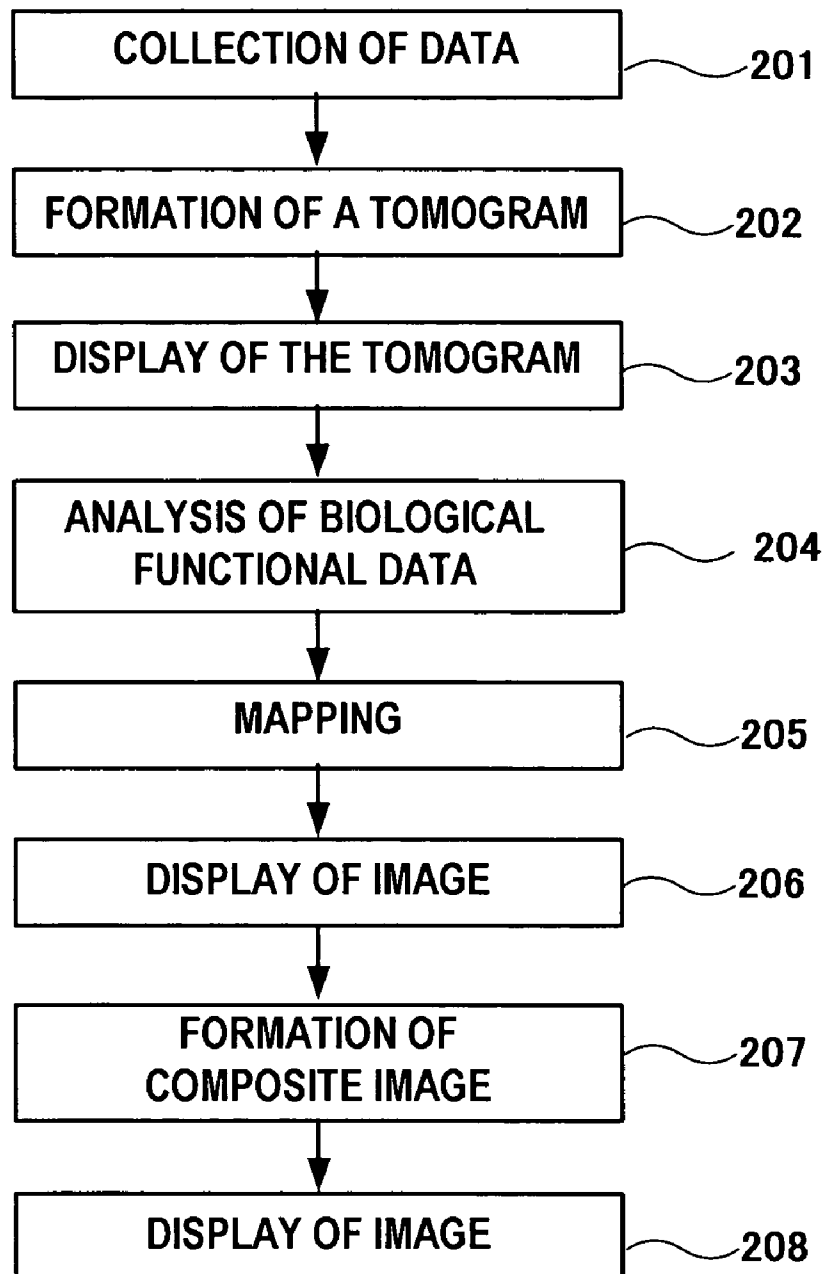 COLLECTION OF DATA
201
FORMATION OF A TOMOGRAM
202
DISPLAY OF THE TOMOGRAM
203
ANALYSIS OF BIOLOGICAL
FUNCTIONAL DATA
204
MAPPING
205
DISPLAY OF IMAGE
206
FORMATION OF
COMPOSITE IMAGE
207
DISPLAY OF IMAGE
208